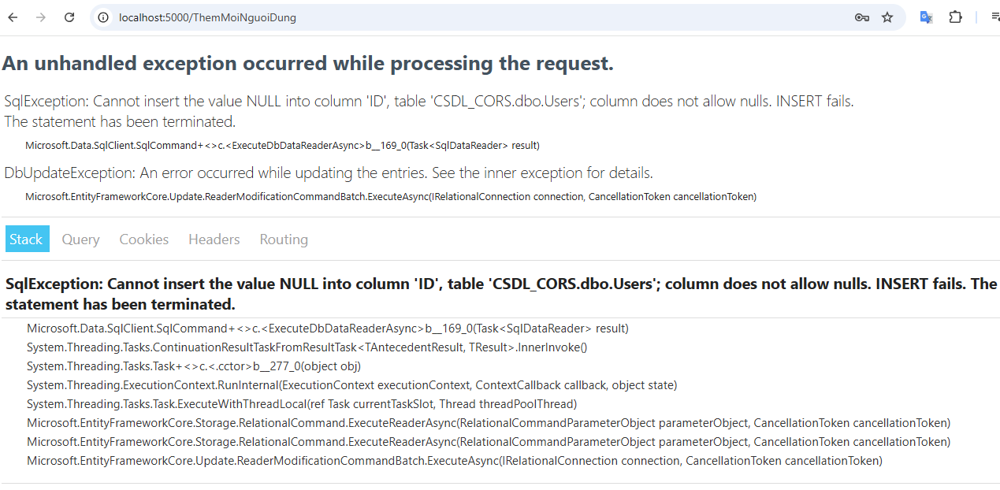 localhost:5000/ThemMoiNguoiDung
An unhandled exception occurred while processing the request.
SqlException: Cannot insert the value NULL into column 'ID', table 'CSDL_CORS.dbo.Users'; column does not allow nulls. INSERT fails.
The statement has been terminated.
Microsoft.Data.SqlClient.SqlCommand+<>c.<ExecuteDbDataReaderAsync>b__169_0(Task<SqlDataReader> result)
DbUpdateException: An error occurred while updating the entries. See the inner exception for details.
Microsoft.EntityFrameworkCore.Update.ReaderModificationCommandBatch.ExecuteAsync(IRelationalConnection connection, CancellationToken cancellationToken)
Stack Query Cookies Headers Routing
SqlException: Cannot insert the value NULL into column 'ID', table 'CSDL_CORS.dbo.Users'; column does not allow nulls. INSERT fails. The
statement has been terminated.
Microsoft.Data.SqlClient.SqlCommand+<>c.<ExecuteDbDataReaderAsync>b__169_0(Task<SqlDataReader> result)
System.Threading.Tasks.ContinuationResultTaskFromResultTask<TAntecedentResult, TResult>.InnerInvoke()
System.Threading.Tasks.Task+<>c.<.cctor>b__277_0(object obj)
System.Threading.ExecutionContext.RunInternal(ExecutionContext executionContext, ContextCallback callback, object state)
System.Threading.Tasks.Task.ExecuteWithThreadLocal(ref Task currentTaskSlot, Thread threadPoolThread)
Microsoft.EntityFrameworkCore.Storage.RelationalCommand.ExecuteReaderAsync(RelationalCommandParameterObject parameterObject, CancellationToken cancellationToken)
Microsoft.EntityFrameworkCore.Storage.RelationalCommand.ExecuteReaderAsync(RelationalCommandParameterObject parameterObject, CancellationToken cancellationToken)
Microsoft.EntityFrameworkCore.Update.ReaderModificationCommandBatch.ExecuteAsync(IRelationalConnection connection, CancellationToken cancellationToken)